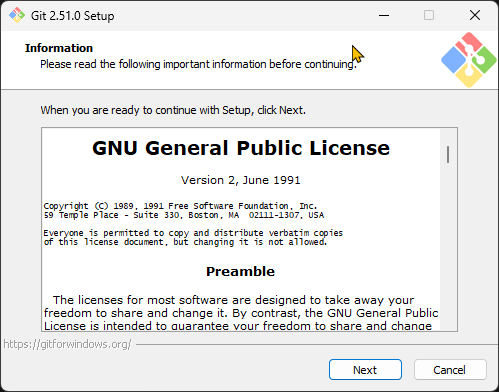 Git 2.51.0 Setup
Information
Please read the following important information before continuing.
When you are ready to continue with Setup, click Next.
GNU General Public License
Version 2, June 1991
Copyright (C) 1989, 1991 Free Software Foundation, Inc.
59 Temple Place - Suite 330, Boston, MA  02111-1307, USA
Everyone is permitted to copy and distribute verbatim copies
of this license document, but changing it is not allowed.
Preamble
The licenses for most software are designed to take away your
freedom to share and change it. By contrast, the GNU General Public
License is intended to guarantee your freedom to share and change
https://gitforwindows.org/
Next
Cancel